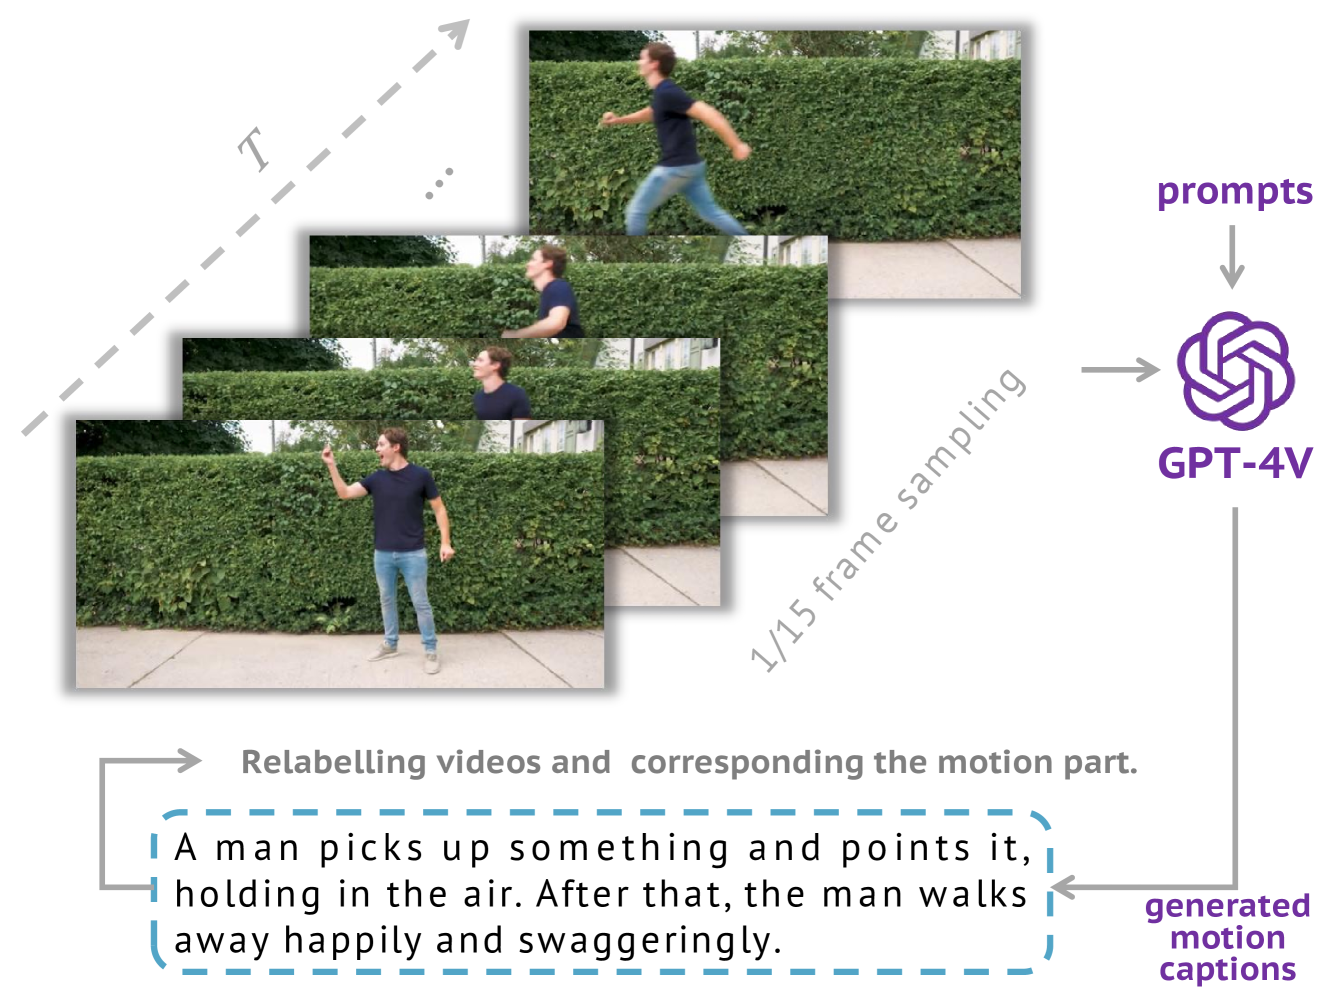 T
...
prompts
GPT-4V
1/15 frame sampling
Relabelling videos and corresponding the motion part.
A man picks up something and points it,
holding in the air. After that, the man walks
away happily and swaggeringly.
generated
motion
captions